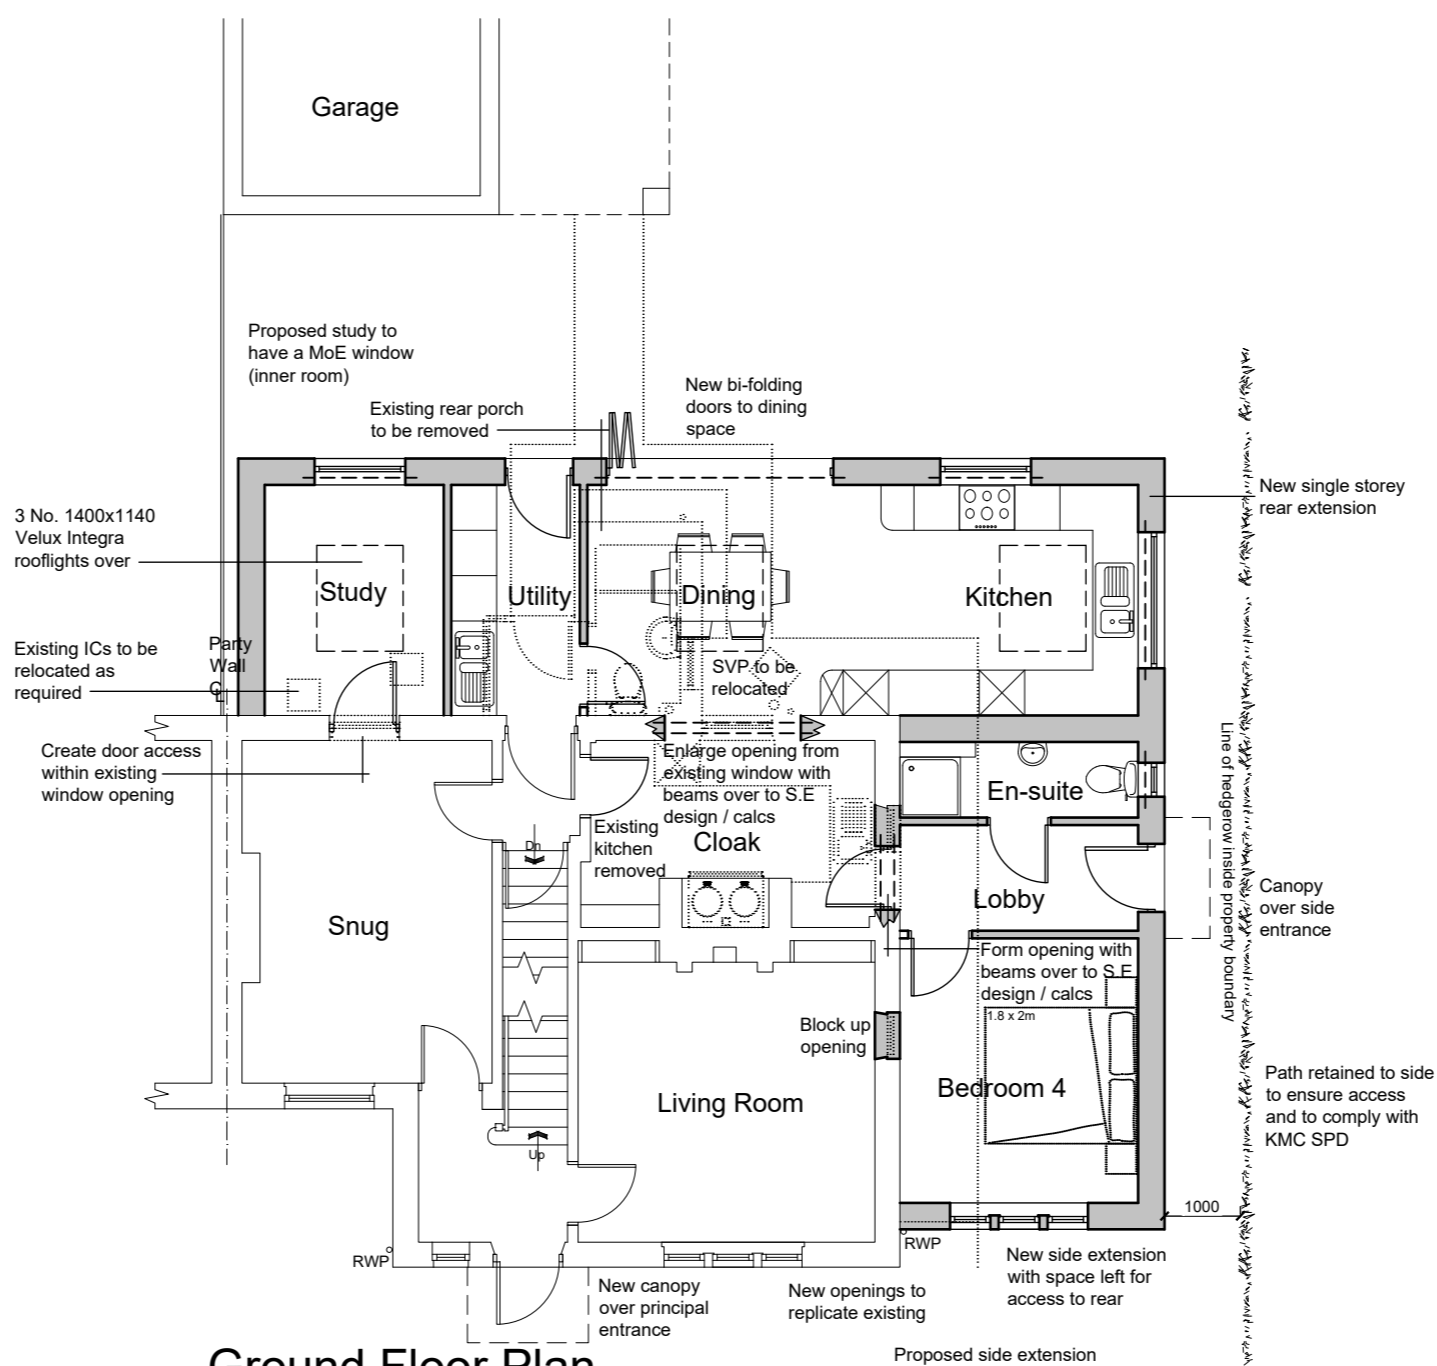 Garage
Proposed study to
have a MoE window
(inner room)
Existing rear porch
to be removed
New bi-folding
doors to dining
space
New single storey
rear extension
3 No. 1400x1140
Velux Integra
rooflights over
Study
Utility
Dining
Kitchen
Existing ICs to be
relocated as
required
Party
Wall
SVP to be
relocated
Create door access
within existing
window opening
Enlarge opening from
existing window with
beams over to S.E
design / calcs
En-suite
Line of hedgerow inside property boundary
Existing
kitchen
removed
Cloak
Dn
Lobby
Canopy
over side
entrance
Snug
Form opening with
beams over to S.E
design / calcs
1.8 x 2m
Block up
opening
Bedroom 4
Living Room
Path retained to side
to ensure access
and to comply with
KMC SPD
Up
1000
RWP
RWP
New canopy
over principal
entrance
New openings to
replicate existing
New side extension
with space left for
access to rear
Ground Floor Plan
Proposed side extension